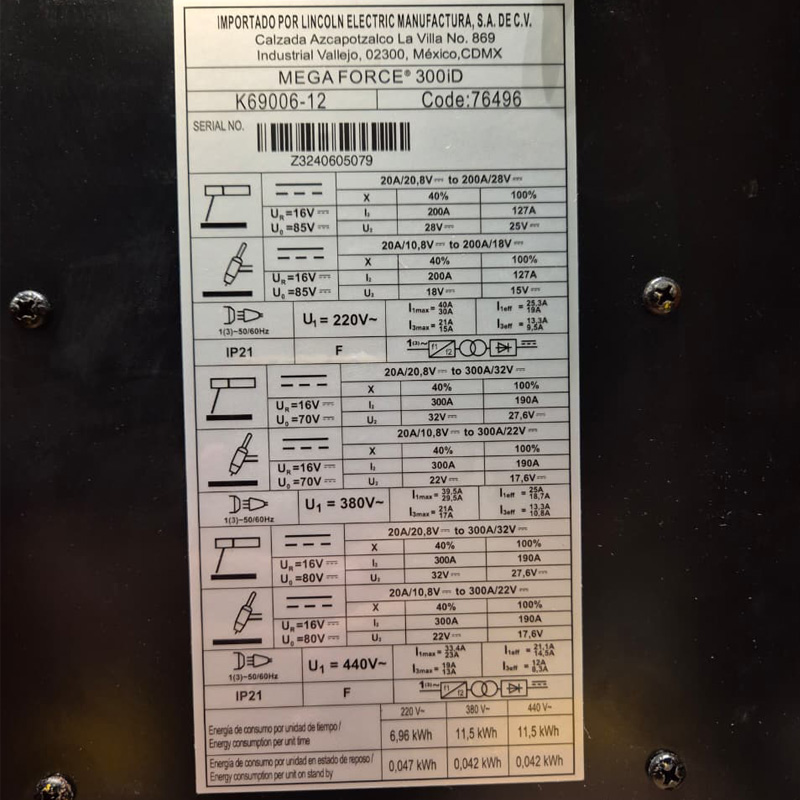 IMPORTADO POR LINCOLN ELECTRIC MANUFACTURA, S.A. DE C.V.
Calzada Azcapotzalco La Villa No. 869
Industrial Vallejo, 02300, México,CDMX
MEGA FORCE® 300iD
K69006-12 Code:76496
SERIAL NO.
Z3240605079
20A/20,8V to 200A/28V
X 40% 100%
UR=16V I2 200A 127A
U0=85V U2 28V 25V
20A/10,8V to 200A/18V
X 40% 100%
UR=16V I2 200A 127A
U0=85V U2 18V 15V
1(3)~50/60Hz U1 = 220V~ I1max = 40A 30A I1eff = 25,3A 19A
I3max = 21A 15A I3eff = 13,3A 9,5A
IP21 F 1(3)~ f1 f2
20A/20,8V to 300A/32V
X 40% 100%
UR=16V I2 300A 190A
U0=70V U2 32V 27,6V
20A/10,8V to 300A/22V
X 40% 100%
UR=16V I2 300A 190A
U0=70V U2 22V 17,6V
1(3)~50/60Hz U1 = 380V~ I1max = 39,5A 29,5A I1eff = 25A 18,7A
I3max = 21A 17A I3eff = 13,3A 10,8A
20A/20,8V to 300A/32V
X 40% 100%
UR=16V I2 300A 190A
U0=80V U2 32V 27,6V
20A/10,8V to 300A/22V
X 40% 100%
UR=16V I2 300A 190A
U0=80V U2 22V 17,6V
1(3)~50/60Hz U1 = 440V~ I1max = 33,4A 23A I1eff = 21,1A 14,5A
I3max = 19A 13A I3eff = 12A 8,3A
IP21 F 1(3)~ f1 f2
220 V~ 380 V~ 440 V~
Energía de consumo por unidad de tiempo /
Energy consumption per unit time 6,96 kWh 11,5 kWh 11,5 kWh
Energía de consumo por unidad en estado de reposo /
Energy consumption per unit on stand by 0,047 kWh 0,042 kWh 0,042 kWh